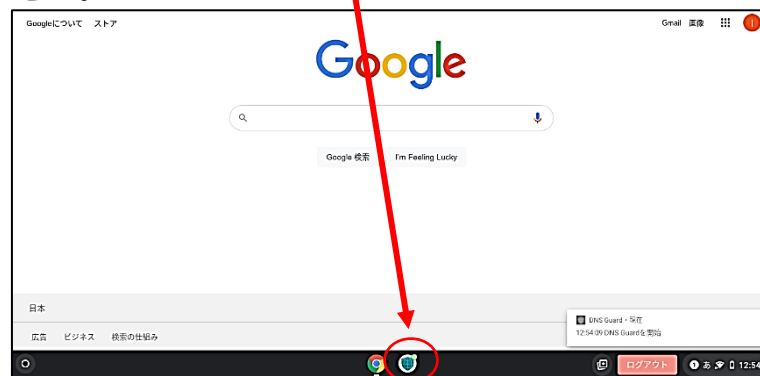 Googleについて ストア
Gmail 画像
Google
Google 検索 I'm Feeling Lucky
日本
広告 ビジネス 検索の仕組み
DNS Guard・現在
12:54:09 DNS Guardを開始
ログアウト
1 あ 12:54